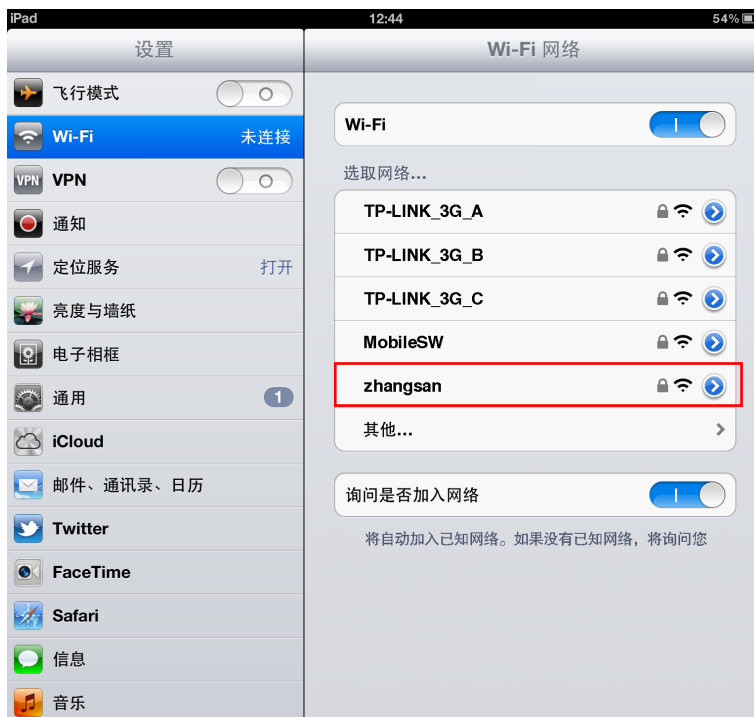 iPad 12:44 54%
设置
飞行模式
Wi-Fi 未连接
VPN VPN
通知
定位服务 打开
亮度与墙纸
电子相框
通用 1
iCloud
邮件、通讯录、日历
Twitter
FaceTime
Safari
信息
音乐
Wi-Fi 网络
Wi-Fi
选取网络...
TP-LINK_3G_A
TP-LINK_3G_B
TP-LINK_3G_C
MobileSW
zhangsan
其他...
询问是否加入网络
将自动加入已知网络。如果没有已知网络，将询问您